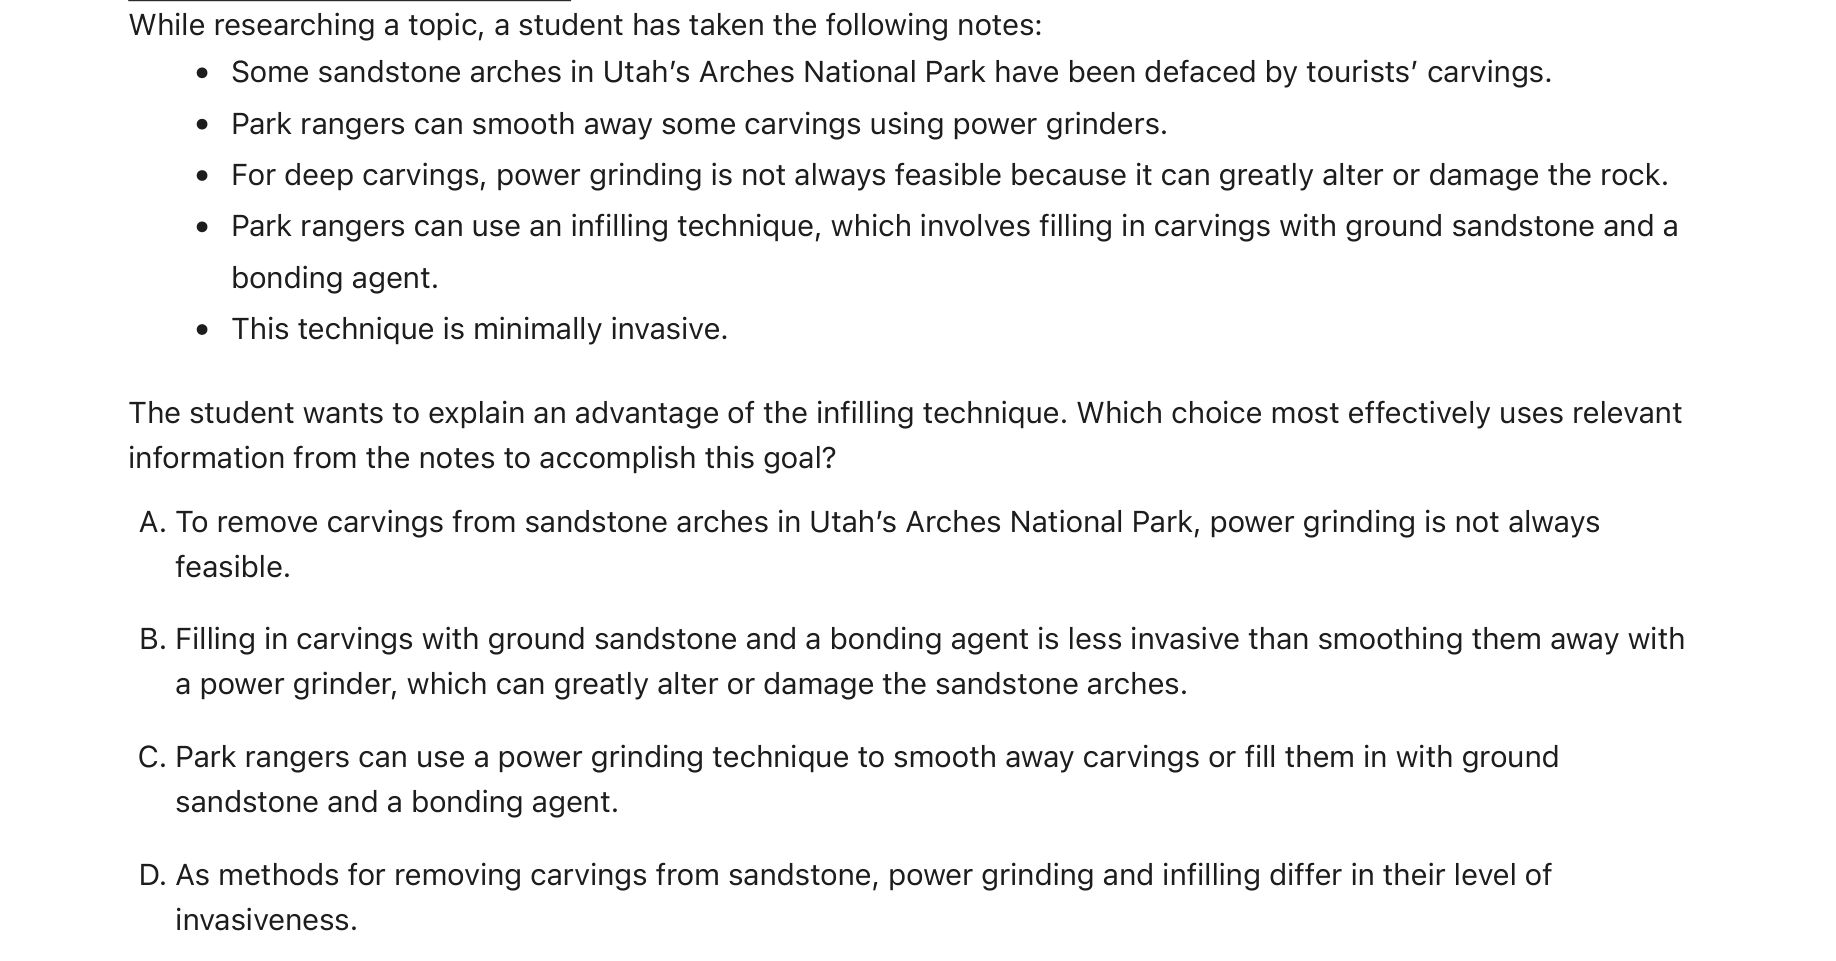 While researching a topic, a student has taken the following notes:
• Some sandstone arches in Utah’s Arches National Park have been defaced by tourists’ carvings.
• Park rangers can smooth away some carvings using power grinders.
• For deep carvings, power grinding is not always feasible because it can greatly alter or damage the rock.
• Park rangers can use an infilling technique, which involves filling in carvings with ground sandstone and a
bonding agent.
• This technique is minimally invasive.
The student wants to explain an advantage of the infilling technique. Which choice most effectively uses relevant
information from the notes to accomplish this goal?
A. To remove carvings from sandstone arches in Utah’s Arches National Park, power grinding is not always
feasible.
B. Filling in carvings with ground sandstone and a bonding agent is less invasive than smoothing them away with
a power grinder, which can greatly alter or damage the sandstone arches.
C. Park rangers can use a power grinding technique to smooth away carvings or fill them in with ground
sandstone and a bonding agent.
D. As methods for removing carvings from sandstone, power grinding and infilling differ in their level of
invasiveness.